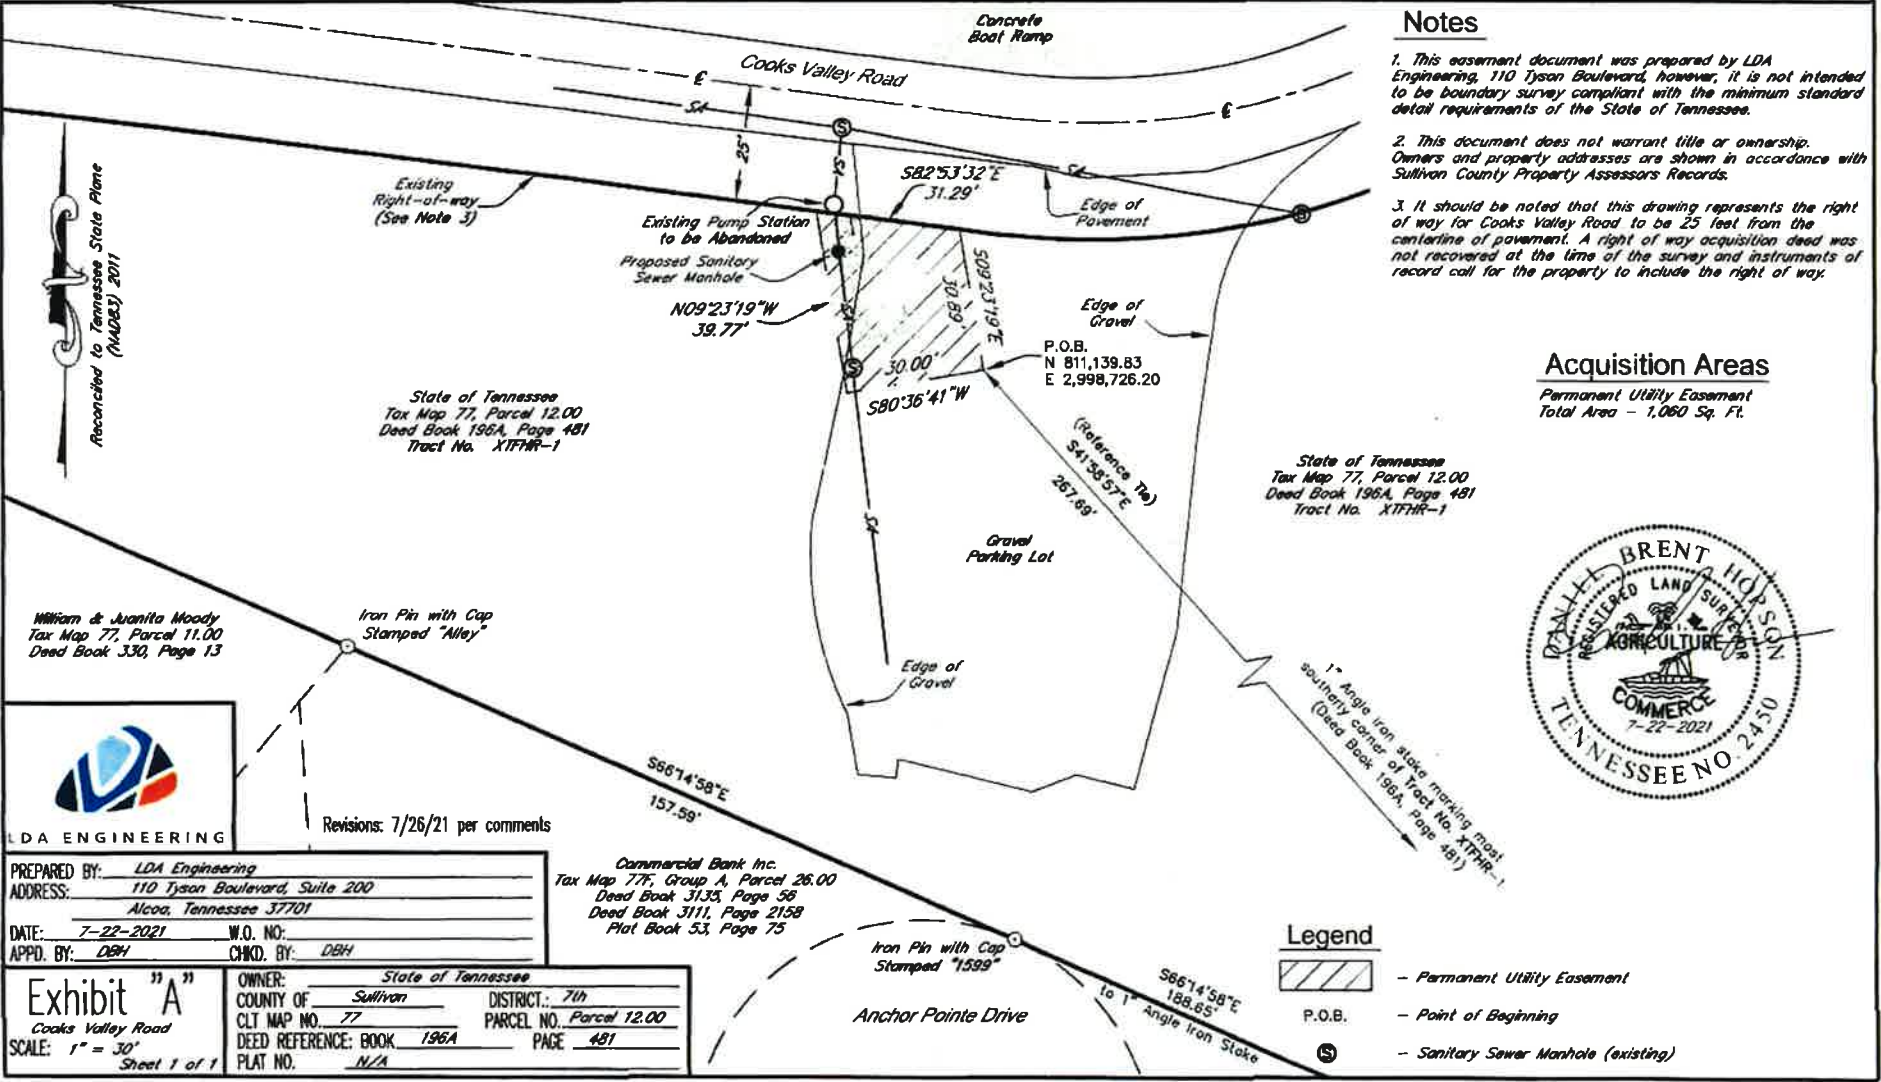 Concrete
Boat Ramp
Cooks Valley Road
℄
℄
SA
SA
SA
25'
Existing
Right-of-way
(See Note 3)
Reconciled to Tennessee State Plane
(NAD83) 2011
S82°53'32"E
31.29'
Edge of
Pavement
Existing Pump Station
to be Abandoned
Proposed Sanitary
Sewer Manhole
S
S
S
N09°23'19"W
39.77'
SA
S09°23'19"E
30.89'
Edge of
Gravel
P.O.B.
N 811,139.83
E 2,998,726.20
30.00'
S80°36'41"W
State of Tennessee
Tax Map 77, Parcel 12.00
Deed Book 196A, Page 481
Tract No. XTFHR-1
(Reference Tie)
S41°58'57"E
267.69'
SA
Gravel
Parking Lot
State of Tennessee
Tax Map 77, Parcel 12.00
Deed Book 196A, Page 481
Tract No. XTFHR-1
William & Juanita Moody
Tax Map 77, Parcel 11.00
Deed Book 330, Page 13
Iron Pin with Cap
Stamped "Alley"
Edge of
Gravel
1" Angle iron stake marking most
southerly corner of Tract No. XTFHR-1
(Deed Book 196A, Page 481)
S66°14'58"E
157.59'
Commercial Bank Inc.
Tax Map 77F, Group A, Parcel 26.00
Deed Book 3135, Page 56
Deed Book 3111, Page 2158
Plat Book 53, Page 75
Iron Pin with Cap
Stamped "1599"
Anchor Pointe Drive
S66°14'58"E
188.65'
to 1" Angle Iron Stake
Notes
1. This easement document was prepared by LDA
Engineering, 110 Tyson Boulevard, however, it is not intended
to be boundary survey compliant with the minimum standard
detail requirements of the State of Tennessee.
2. This document does not warrant title or ownership.
Owners and property addresses are shown in accordance with
Sullivan County Property Assessors Records.
3. It should be noted that this drawing represents the right
of way for Cooks Valley Road to be 25 feet from the
centerline of pavement. A right of way acquisition deed was
not recovered at the time of the survey and instruments of
record call for the property to include the right of way.
Acquisition Areas
Permanent Utility Easement
Total Area - 1,060 Sq. Ft.
DANIEL BRENT HOPSON
REGISTERED LAND SURVEYOR
AGRICULTURE
COMMERCE
7-22-2021
TENNESSEE NO. 2450
Legend
- Permanent Utility Easement
P.O.B. - Point of Beginning
S - Sanitary Sewer Manhole (existing)
LDA ENGINEERING
Revisions: 7/26/21 per comments
PREPARED BY: LDA Engineering
ADDRESS: 110 Tyson Boulevard, Suite 200
Alcoa, Tennessee 37701
DATE: 7-22-2021 W.O. NO:
APPD. BY: DBH CHKD. BY: DBH
Exhibit "A"
Cooks Valley Road
SCALE: 1" = 30'
Sheet 1 of 1
OWNER: State of Tennessee
COUNTY OF Sullivan DISTRICT.: 7th
CLT MAP NO. 77 PARCEL NO. Parcel 12.00
DEED REFERENCE: BOOK 196A PAGE 481
PLAT NO. N/A